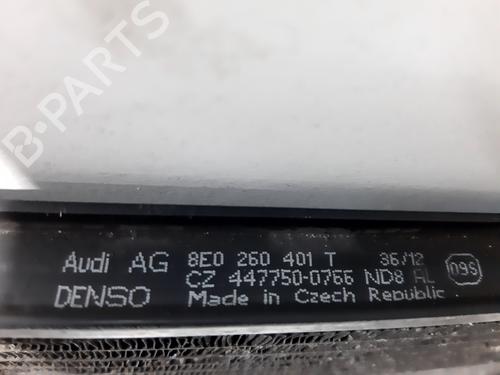 B-PARTS
Audi AG 8E0 260 401 T 36/12
DENSO CZ 447750-0766 ND8 AL
Made in Czech Republic